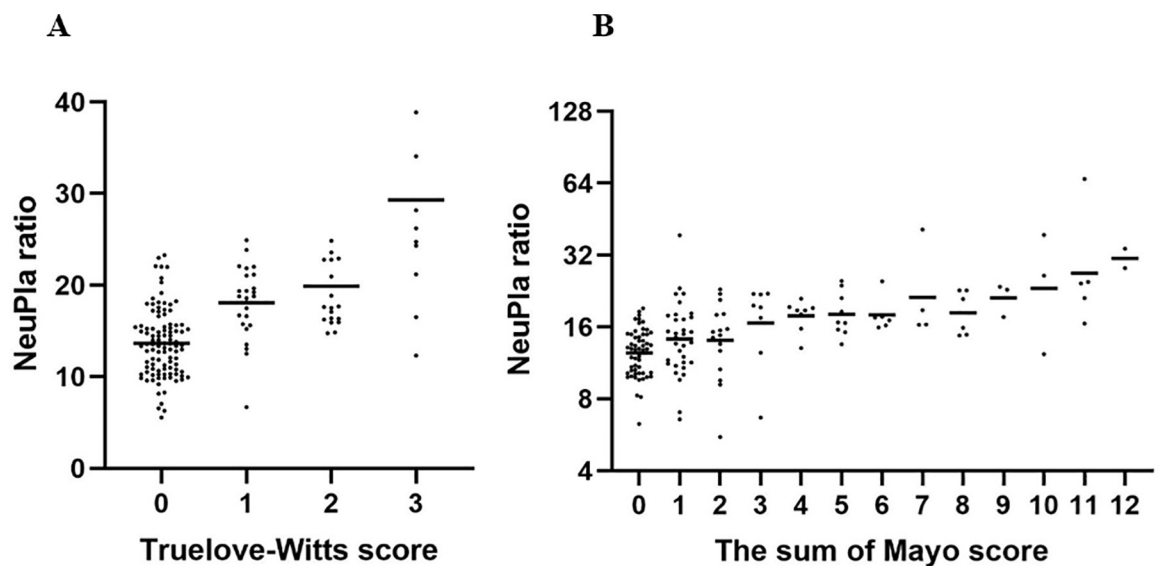 A
B
NeuPla ratio
40
30
20
10
0
0 1 2 3
Truelove-Witts score
NeuPla ratio
128
64
32
16
8
4
0 1 2 3 4 5 6 7 8 9 10 11 12
The sum of Mayo score